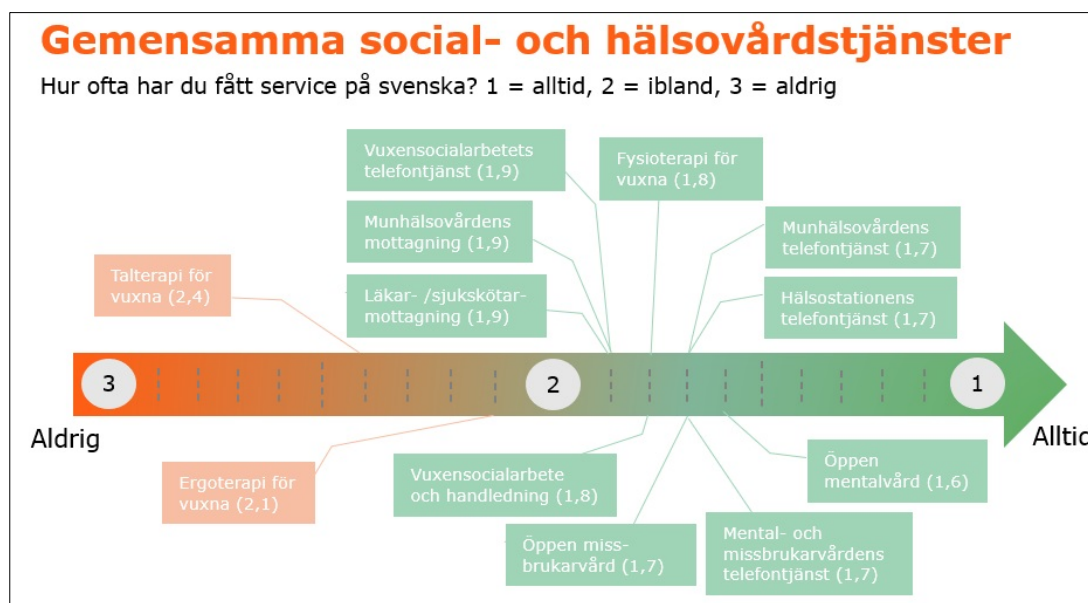 Gemensamma social- och hälsovårdstjänster
Hur ofta har du fått service på svenska? 1 = alltid, 2 = ibland, 3 = aldrig
Vuxensocialarbetets
telefontjänst (1,9)
Fysioterapi för
vuxna (1,8)
Munhälsovårdens
mottagning (1,9)
Munhälsovårdens
telefontjänst (1,7)
Talterapi för
vuxna (2,4)
Läkar- /sjukskötar-
mottagning (1,9)
Hälsostationens
telefontjänst (1,7)
3
2
1
Aldrig
Alltid
Ergoterapi för
vuxna (2,1)
Vuxensocialarbete
och handledning (1,8)
Öppen
mentalvård (1,6)
Öppen miss-
brukarvård (1,7)
Mental- och
missbrukarvårdens
telefontjänst (1,7)